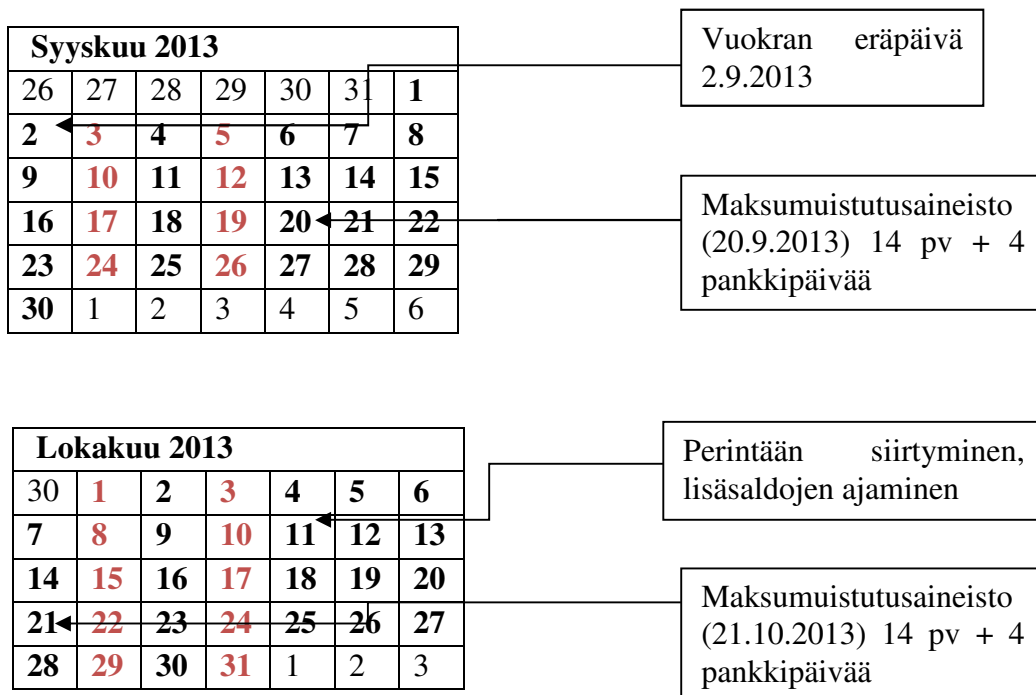 Syyskuu 2013
26 27 28 29 30 31 1
2 3 4 5 6 7 8
9 10 11 12 13 14 15
16 17 18 19 20 21 22
23 24 25 26 27 28 29
30 1 2 3 4 5 6
Vuokran eräpäivä
2.9.2013
Maksumuistutusaineisto
(20.9.2013) 14 pv + 4
pankkipäivää
Lokakuu 2013
30 1 2 3 4 5 6
7 8 9 10 11 12 13
14 15 16 17 18 19 20
21 22 23 24 25 26 27
28 29 30 31 1 2 3
Perintään siirtyminen,
lisäsaldojen ajaminen
Maksumuistutusaineisto
(21.10.2013) 14 pv + 4
pankkipäivää